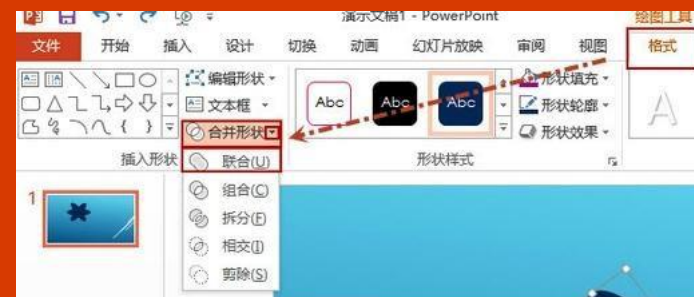 演示文稿1 - PowerPoint
绘图工具
文件 开始 插入 设计 切换 动画 幻灯片放映 审阅 视图 格式
编辑形状
文本框
合并形状
Abc Abc Abc
形状填充
形状轮廓
形状效果
A
插入形状
形状样式
联合(U)
组合(C)
拆分(F)
相交(I)
剪除(S)
1